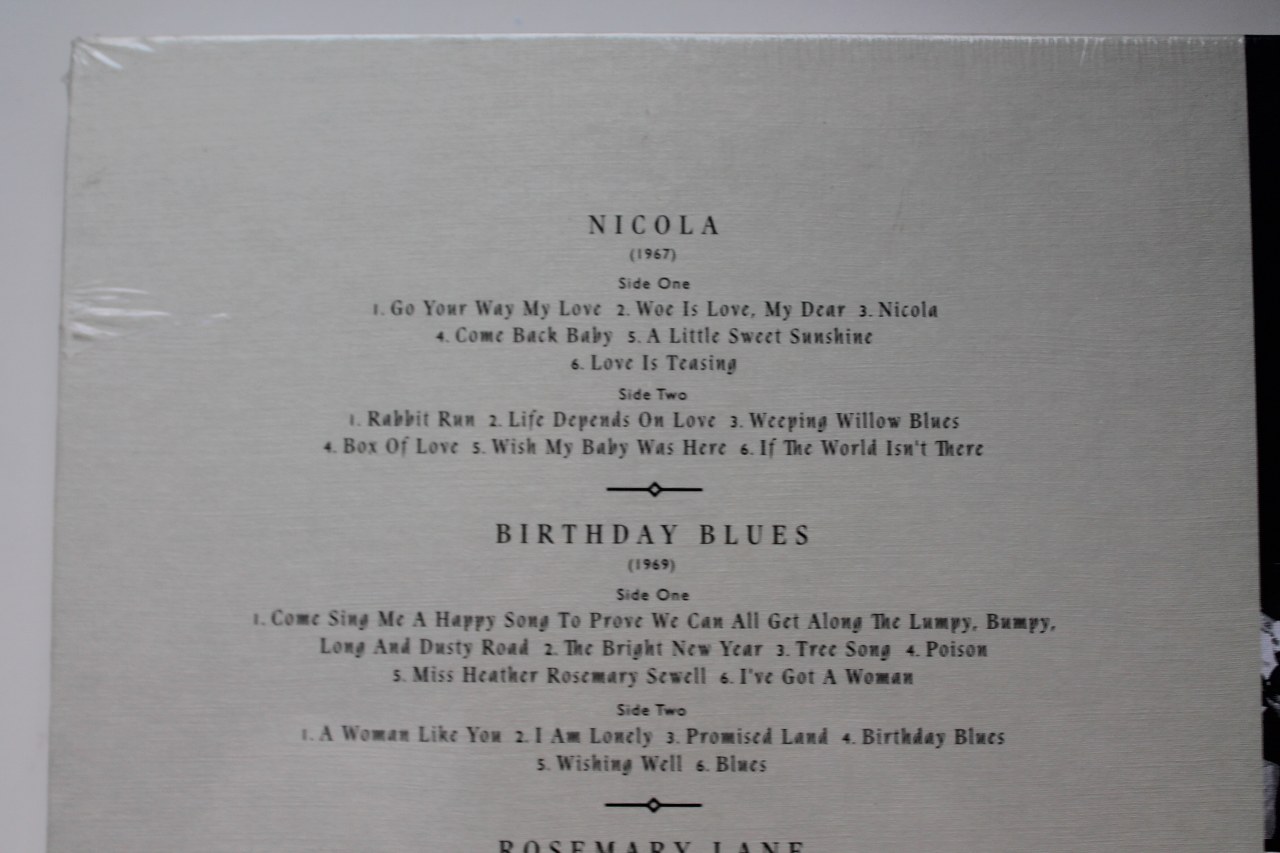 NICOLA
(1967)
Side One
1. Go Your Way My Love 2. Woe Is Love, My Dear 3. Nicola
4. Come Back Baby 5. A Little Sweet Sunshine
6. Love Is Teasing
Side Two
1. Rabbit Run 2. Life Depends On Love 3. Weeping Willow Blues
4. Box Of Love 5. Wish My Baby Was Here 6. If The World Isn't There
BIRTHDAY BLUES
(1969)
Side One
1. Come Sing Me A Happy Song To Prove We Can All Get Along The Lumpy, Bumpy,
Long And Dusty Road 2. The Bright New Year 3. Tree Song 4. Poison
5. Miss Heather Rosemary Sewell 6. I've Got A Woman
Side Two
1. A Woman Like You 2. I Am Lonely 3. Promised Land 4. Birthday Blues
5. Wishing Well 6. Blues
ROSEMARY LANE